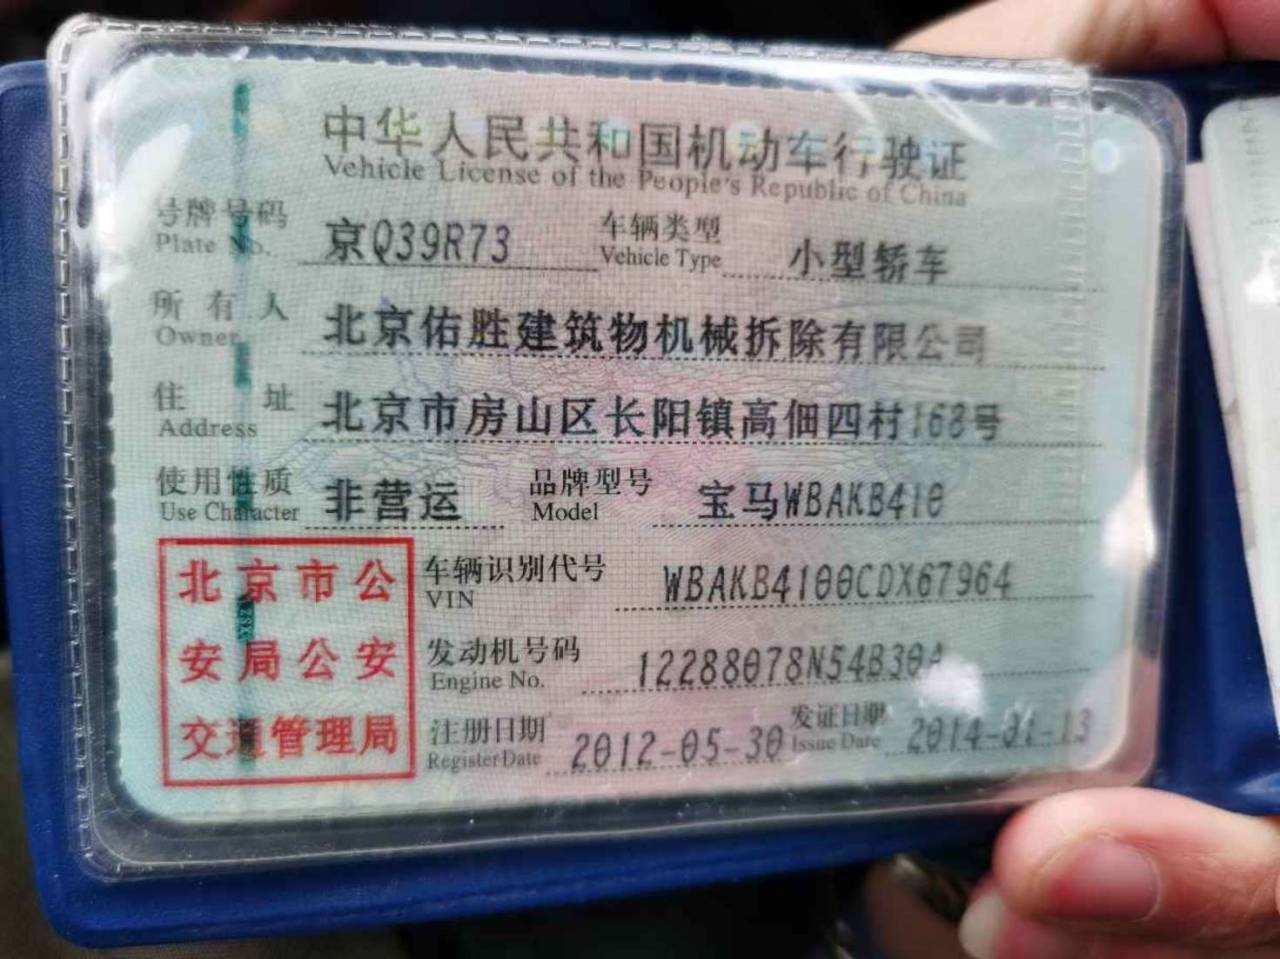 中华人民共和国机动车行驶证
Vehicle License of the People's Republic of China
号牌号码 京Q39R73 车辆类型 小型轿车
Plate No. Vehicle Type
所有人 北京佑胜建筑物机械拆除有限公司
Owner
住址 北京市房山区长阳镇高佃四村168号
Address
使用性质 非营运 品牌型号 宝马WBAKB410
Use Character Model
北京市公
安局公安
交通管理局
车辆识别代号 WBAKB4100CDX67964
VIN
发动机号码 12288078N54B30A
Engine No.
注册日期 2012-05-30 发证日期 2014-01-13
Register Date Issue Date